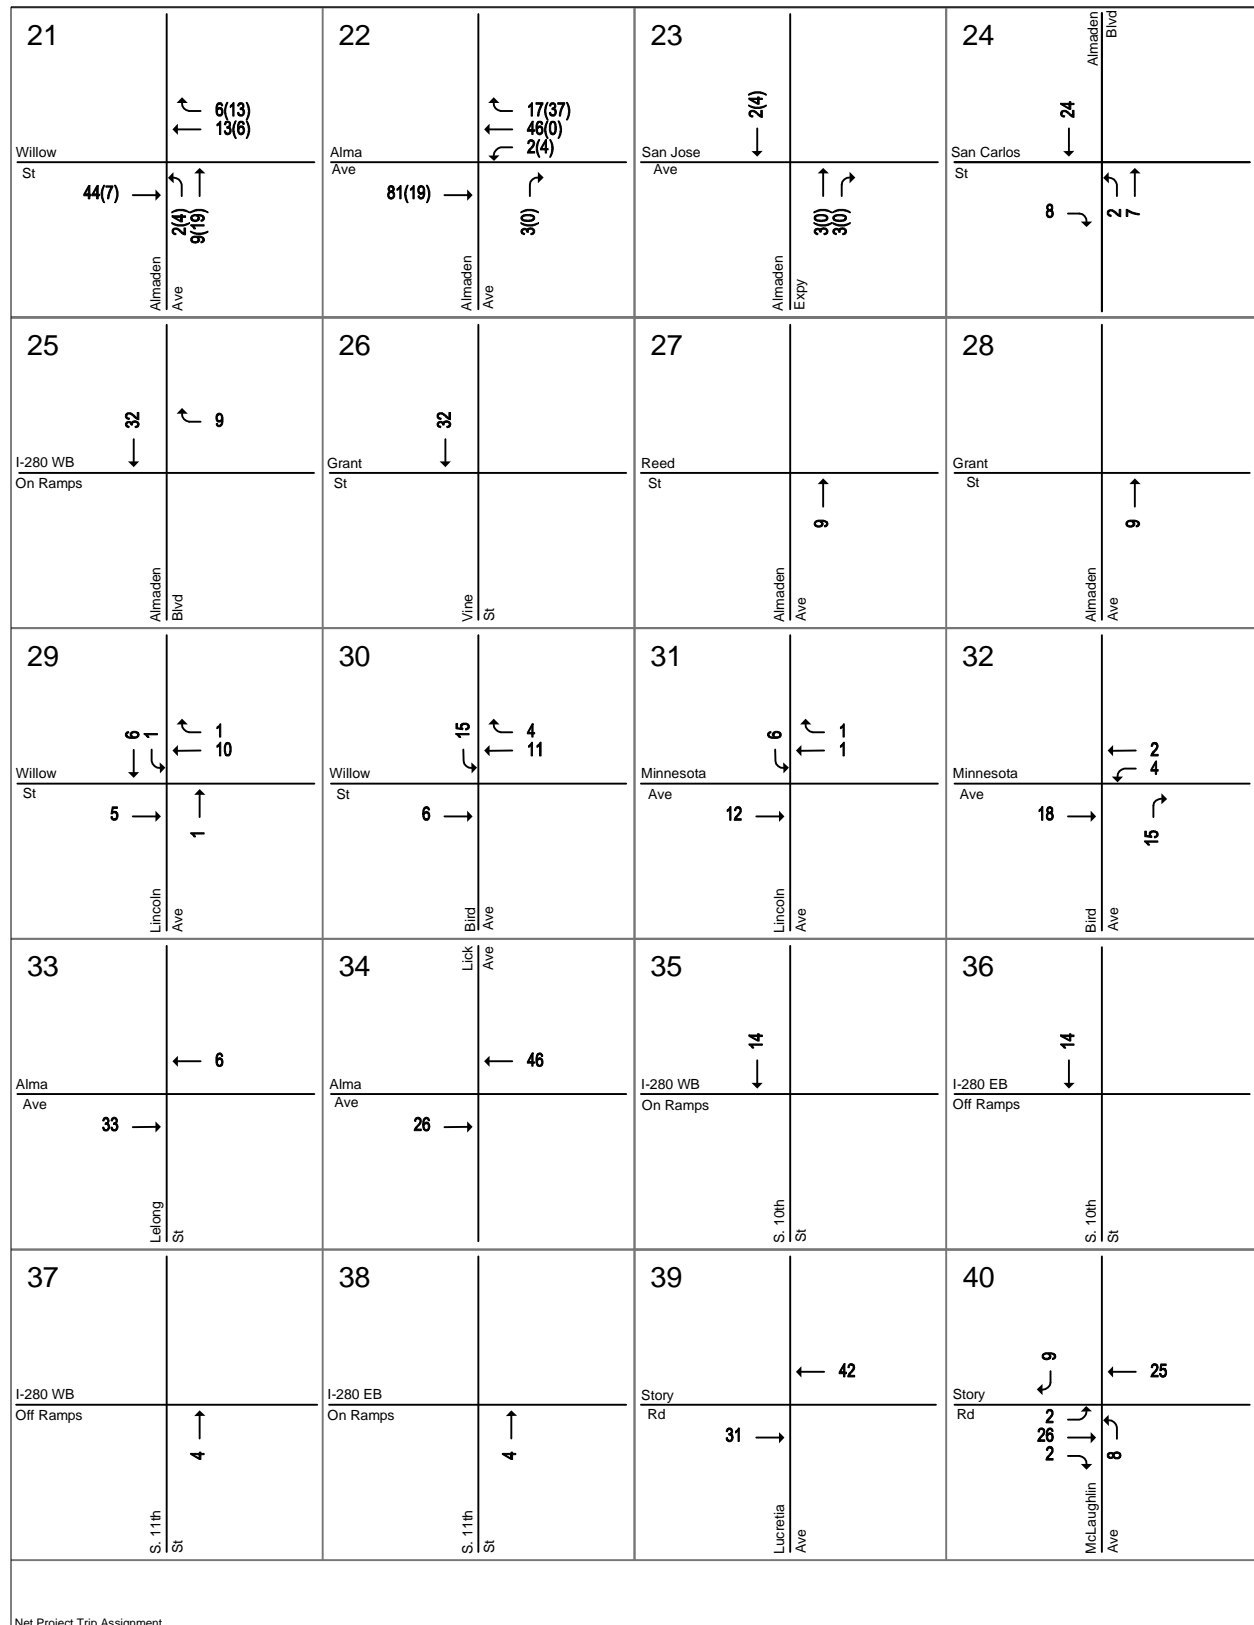 21
6(13)
13(6)
Willow
St
44(7)
2(4)
9(19)
Almaden
Ave
22
17(37)
46(0)
2(4)
Alma
Ave
81(19)
3(0)
Almaden
Ave
23
2(4)
San Jose
Ave
3(0)
3(0)
Almaden
Expy
24
Almaden
Blvd
24
San Carlos
St
8
2
7
25
32
9
I-280 WB
On Ramps
Almaden
Blvd
26
32
Grant
St
Vine
St
27
Reed
St
9
Almaden
Ave
28
Grant
St
9
Almaden
Ave
29
6
1
1
10
Willow
St
5
1
Lincoln
Ave
30
15
4
11
Willow
St
6
Bird
Ave
31
6
1
1
Minnesota
Ave
12
Lincoln
Ave
32
2
4
Minnesota
Ave
18
15
Bird
Ave
33
6
Alma
Ave
33
Lelong
St
34
Lick
Ave
46
Alma
Ave
26
35
14
I-280 WB
On Ramps
S. 10th
St
36
14
I-280 EB
Off Ramps
S. 10th
St
37
I-280 WB
Off Ramps
4
S. 11th
St
38
I-280 EB
On Ramps
4
S. 11th
St
39
42
Story
Rd
31
Lucretia
Ave
40
9
25
Story
Rd
2
26
2
8
McLaughlin
Ave
Net Project Trip Assignment